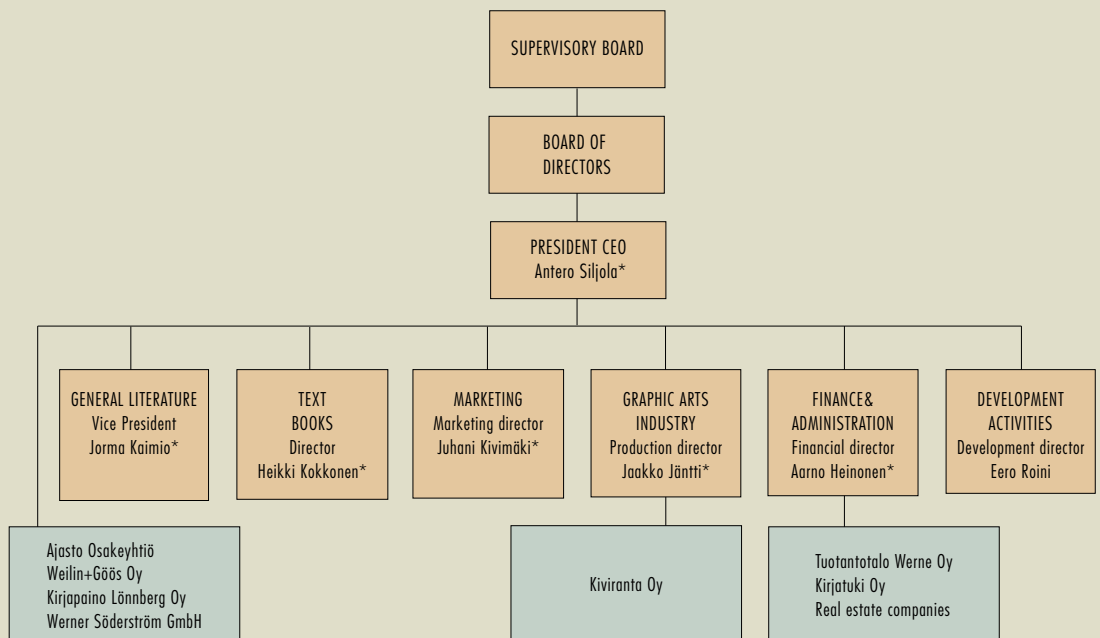 SUPERVISORY BOARD
BOARD OF
DIRECTORS
PRESIDENT CEO
Antero Siljola*
GENERAL LITERATURE
Vice President
Jorma Kaimio*
TEXT
BOOKS
Director
Heikki Kokkonen*
MARKETING
Marketing director
Juhani Kivimäki*
GRAPHIC ARTS
INDUSTRY
Production director
Jaakko Jäntti*
FINANCE&
ADMINISTRATION
Financial director
Aarno Heinonen*
DEVELOPMENT
ACTIVITIES
Development director
Eero Roini
Ajasto Osakeyhtiö
Weilin+Göös Oy
Kirjapaino Lönnberg Oy
Werner Söderström GmbH
Kiviranta Oy
Tuotantotalo Werne Oy
Kirjatuki Oy
Real estate companies